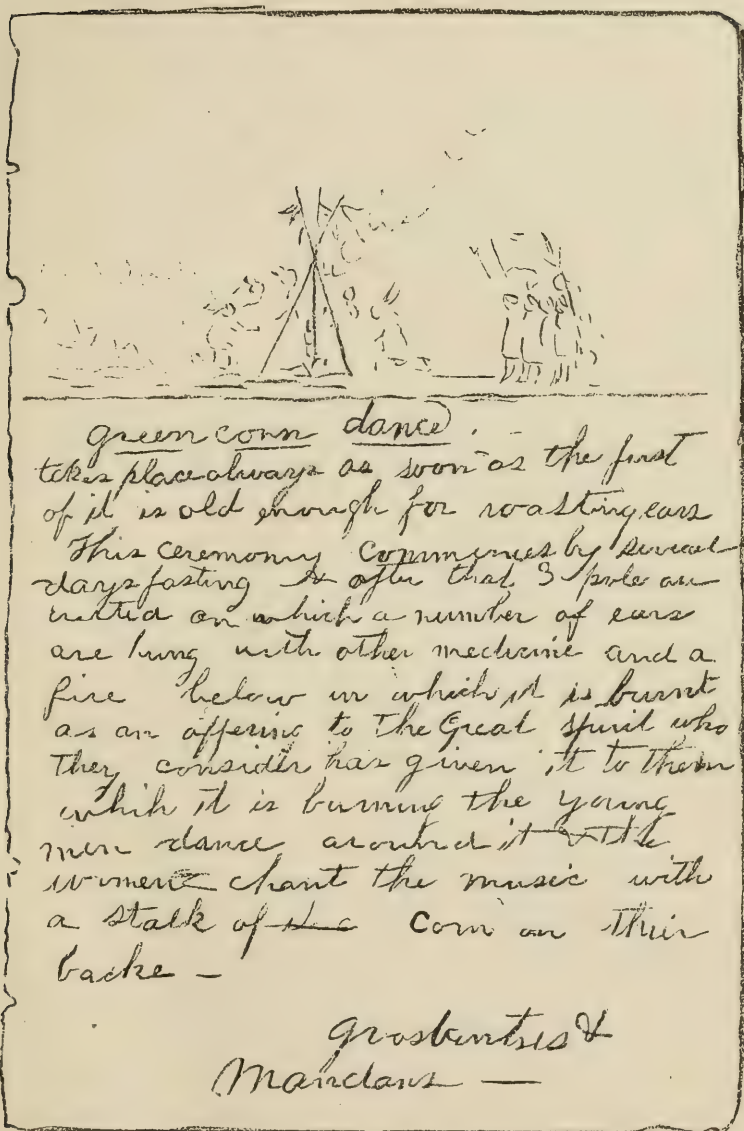 green corn dance.
takes place always as soon as the first
of it is old enough for roasting ears
This ceremony commences by several
days fasting & after that 3 pole are
erected on which a number of ears
are hung with other medicine and a
fire below in which it is burnt
as an offering to the Great spirit who
They consider has given it to them
which it is burning the young
men dance around it & the
women chant the music with
a stalk of Corn on their
backe –
Grosbentres &
Mandans –